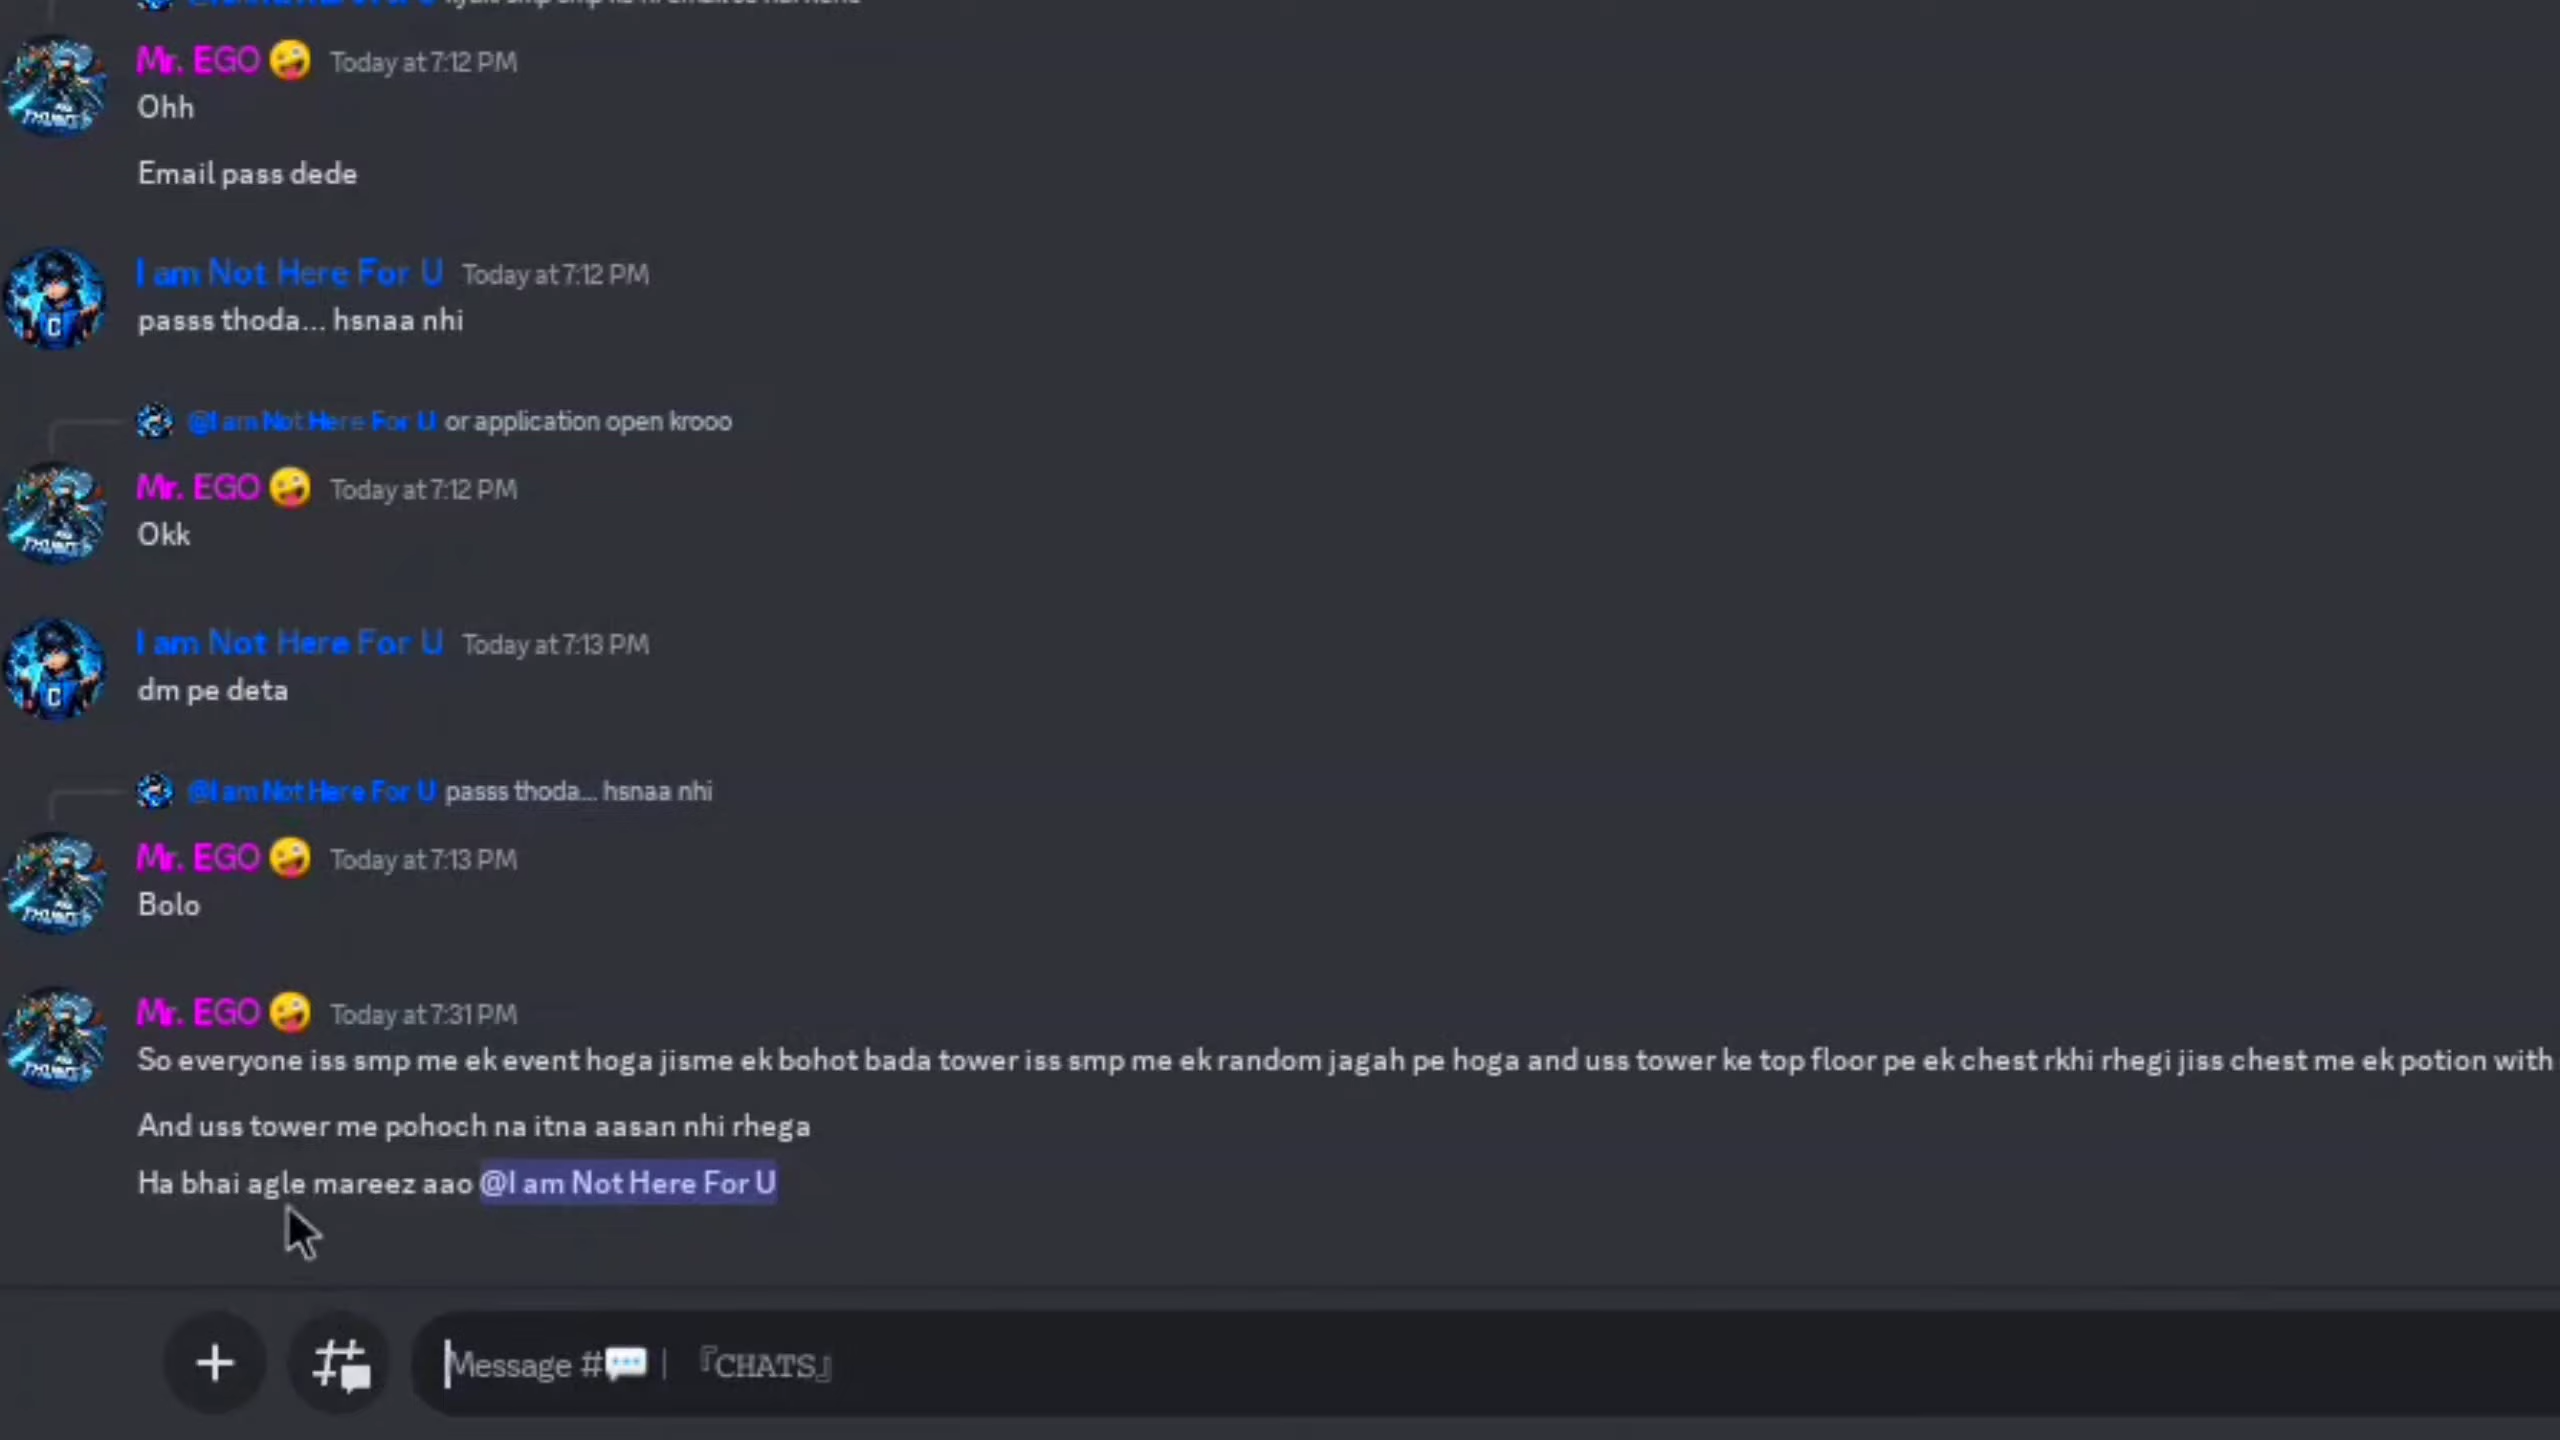 Mr. EGO 🤪 Today at 7:12 PM
Ohh
Email pass dede
I am Not Here For U Today at 7:12 PM
passs thoda... hsnaa nhi
@I am Not Here For U or application open krooo
Mr. EGO 🤪 Today at 7:12 PM
Okk
I am Not Here For U Today at 7:13 PM
dm pe deta
@I am Not Here For U passs thoda... hsnaa nhi
Mr. EGO 🤪 Today at 7:13 PM
Bolo
Mr. EGO 🤪 Today at 7:31 PM
So everyone iss smp me ek event hoga jisme ek bohot bada tower iss smp me ek random jagah pe hoga and uss tower ke top floor pe ek chest rkhi rhegi jiss chest me ek potion with
And uss tower me pohoch na itna aasan nhi rhega
Ha bhai agle mareez aao @I am Not Here For U
Message #💬 | 『CHATS』